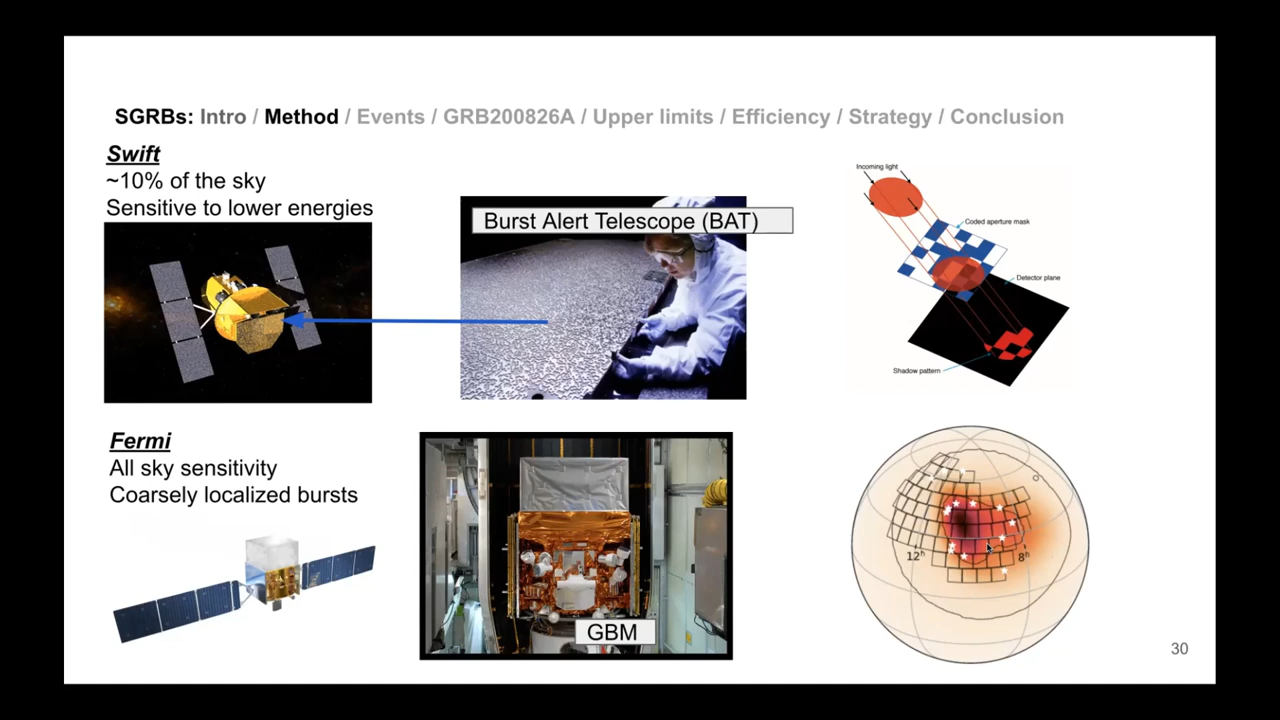 SGRBs: Intro / Method / Events / GRB200826A / Upper limits / Efficiency / Strategy / Conclusion
Swift
~10% of the sky
Sensitive to lower energies
Burst Alert Telescope (BAT)
Incoming light
Coded aperture mask
Detector plane
Shadow pattern
Fermi
All sky sensitivity
Coarsely localized bursts
GBM
12h
8h
30